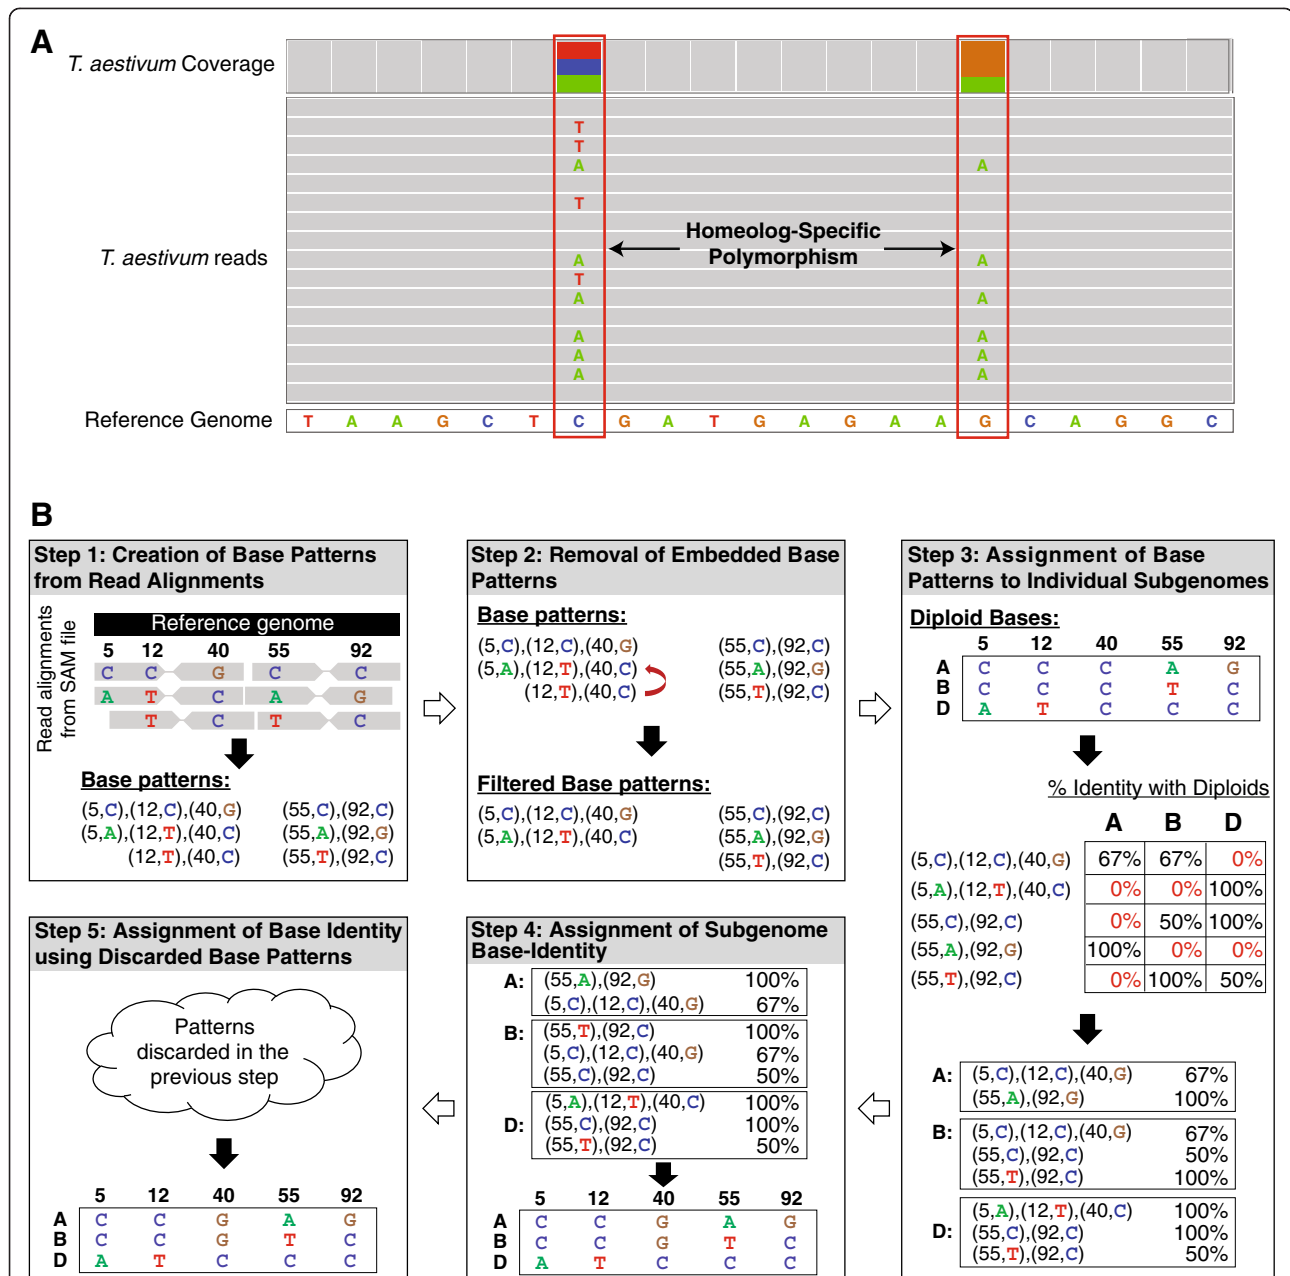 A
T. aestivum Coverage
T
T
A A
T
Homeolog-Specific
Polymorphism
T. aestivum reads
A A
T
A A
A A
A A
A A
Reference Genome T A A G C T C G A T G A G A A G C A G G C
B
Step 1: Creation of Base Patterns
from Read Alignments
Read alignments
from SAM file
Reference genome
5 12 40 55 92
C C G C C
A T C A G
T C T C
Base patterns:
(5,C),(12,C),(40,G) (55,C),(92,C)
(5,A),(12,T),(40,C) (55,A),(92,G)
(12,T),(40,C) (55,T),(92,C)
Step 2: Removal of Embedded Base
Patterns
Base patterns:
(5,C),(12,C),(40,G) (55,C),(92,C)
(5,A),(12,T),(40,C) (55,A),(92,G)
(12,T),(40,C) (55,T),(92,C)
Filtered Base patterns:
(5,C),(12,C),(40,G) (55,C),(92,C)
(5,A),(12,T),(40,C) (55,A),(92,G)
(55,T),(92,C)
Step 3: Assignment of Base
Patterns to Individual Subgenomes
Diploid Bases:
5 12 40 55 92
A C C C A G
B C C C T C
D A T C C C
% Identity with Diploids
A B D
(5,C),(12,C),(40,G) 67% 67% 0%
(5,A),(12,T),(40,C) 0% 0% 100%
(55,C),(92,C) 0% 50% 100%
(55,A),(92,G) 100% 0% 0%
(55,T),(92,C) 0% 100% 50%
A: (5,C),(12,C),(40,G) 67%
(55,A),(92,G) 100%
B: (5,C),(12,C),(40,G) 67%
(55,C),(92,C) 50%
(55,T),(92,C) 100%
(5,A),(12,T),(40,C) 100%
D: (55,C),(92,C) 100%
(55,T),(92,C) 50%
Step 4: Assignment of Subgenome
Base-Identity
A: (55,A),(92,G) 100%
(5,C),(12,C),(40,G) 67%
B: (55,T),(92,C) 100%
(5,C),(12,C),(40,G) 67%
(55,C),(92,C) 50%
(5,A),(12,T),(40,C) 100%
D: (55,C),(92,C) 100%
(55,T),(92,C) 50%
5 12 40 55 92
A C C G A G
B C C G T C
D A T C C C
Step 5: Assignment of Base Identity
using Discarded Base Patterns
Patterns
discarded in the
previous step
5 12 40 55 92
A C C G A G
B C C G T C
D A T C C C